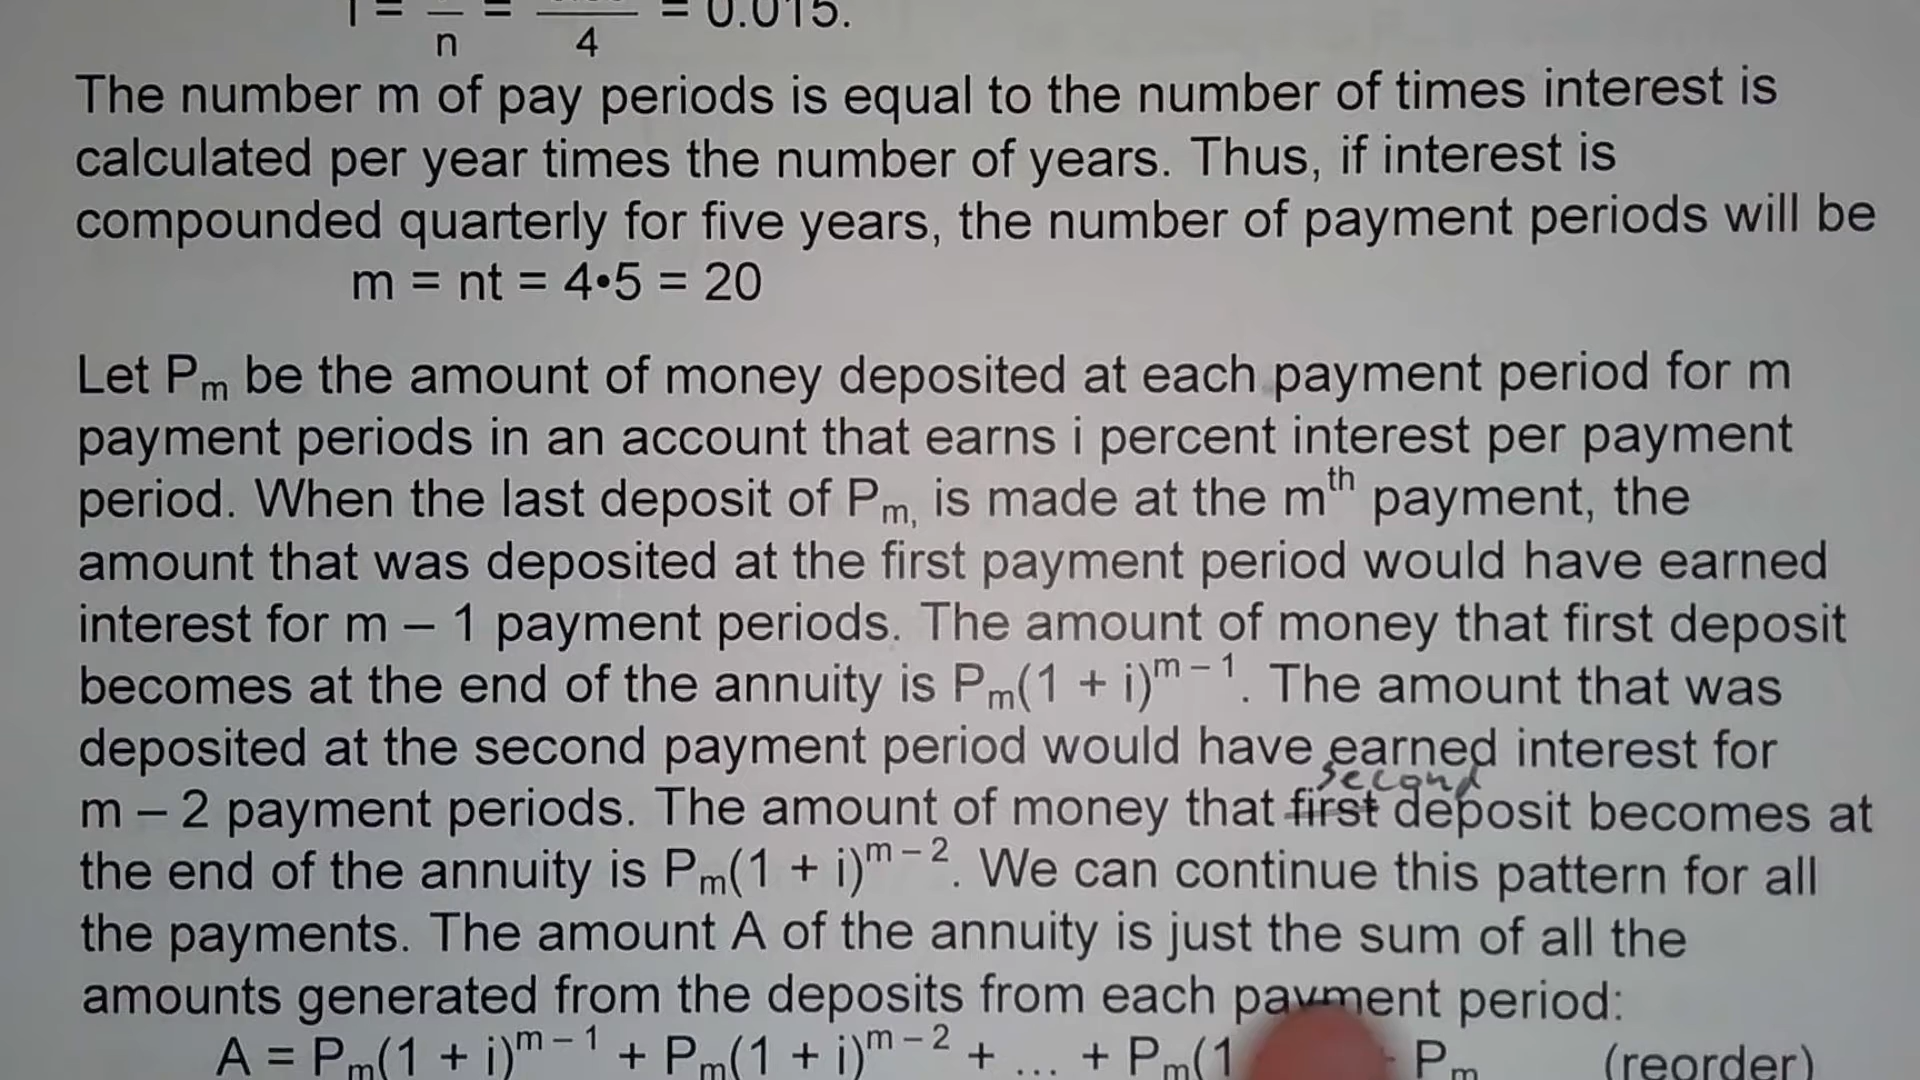 i = — = —— = 0.015.
n 4
The number m of pay periods is equal to the number of times interest is
calculated per year times the number of years. Thus, if interest is
compounded quarterly for five years, the number of payment periods will be
m = nt = 4•5 = 20
Let Pm be the amount of money deposited at each payment period for m
payment periods in an account that earns i percent interest per payment
period. When the last deposit of Pm, is made at the mth payment, the
amount that was deposited at the first payment period would have earned
interest for m – 1 payment periods. The amount of money that first deposit
becomes at the end of the annuity is Pm(1 + i)^m – 1. The amount that was
deposited at the second payment period would have earned interest for
second
m – 2 payment periods. The amount of money that first deposit becomes at
the end of the annuity is Pm(1 + i)^m – 2. We can continue this pattern for all
the payments. The amount A of the annuity is just the sum of all the
amounts generated from the deposits from each payment period:
A = Pm(1 + i)^m – 1 + Pm(1 + i)^m – 2 + ... + Pm(1 Pm (reorder)